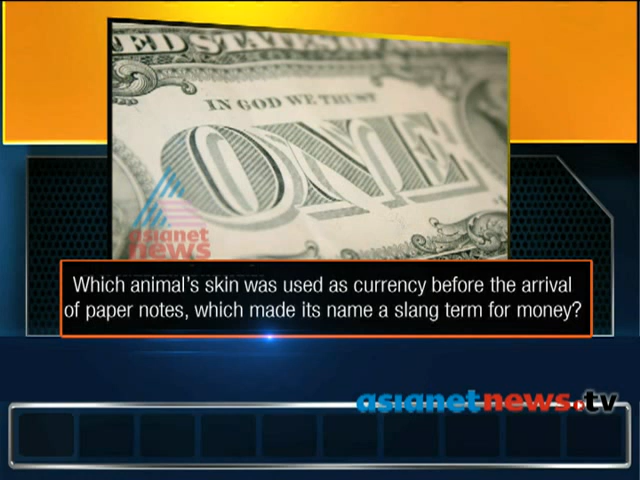 ED STATES OF
IN GOD WE TRUST
ONE
asianet
news
Which animal's skin was used as currency before the arrival
of paper notes, which made its name a slang term for money?
asianetnews.tv